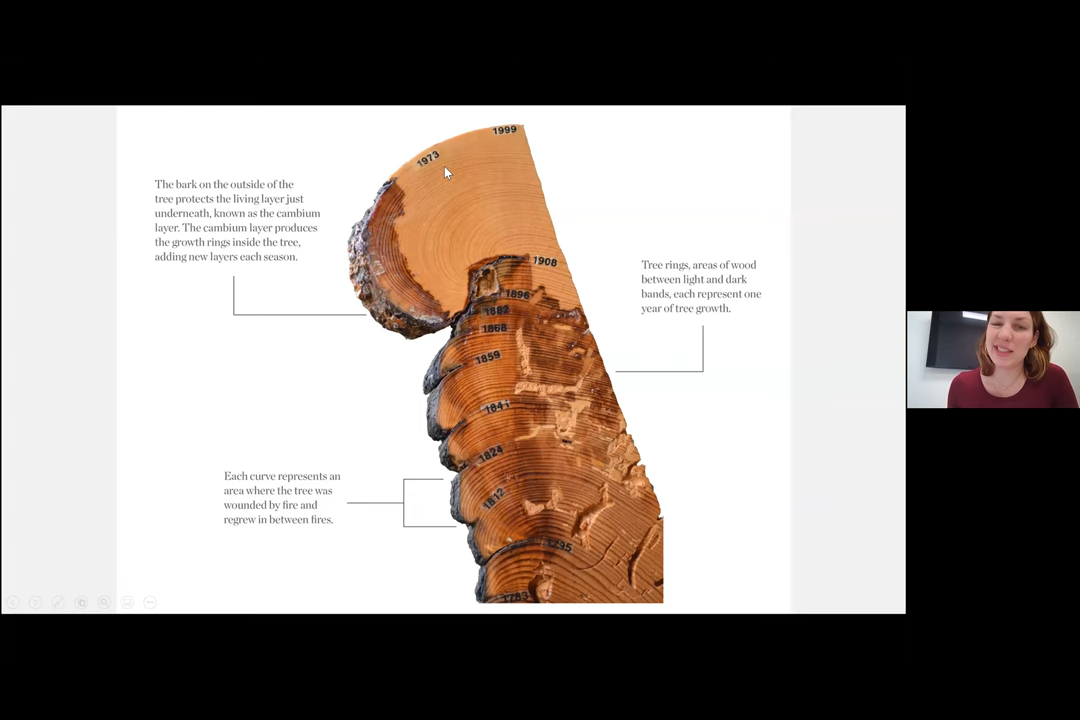 1999
1973
The bark on the outside of the
tree protects the living layer just
underneath, known as the cambium
layer. The cambium layer produces
the growth rings inside the tree,
adding new layers each season.
1908
Tree rings, areas of wood
between light and dark
bands, each represent one
year of tree growth.
1896
1882
1868
1859
1841
1824
Each curve represents an
area where the tree was
wounded by fire and
regrew in between fires.
1812
1795
1783